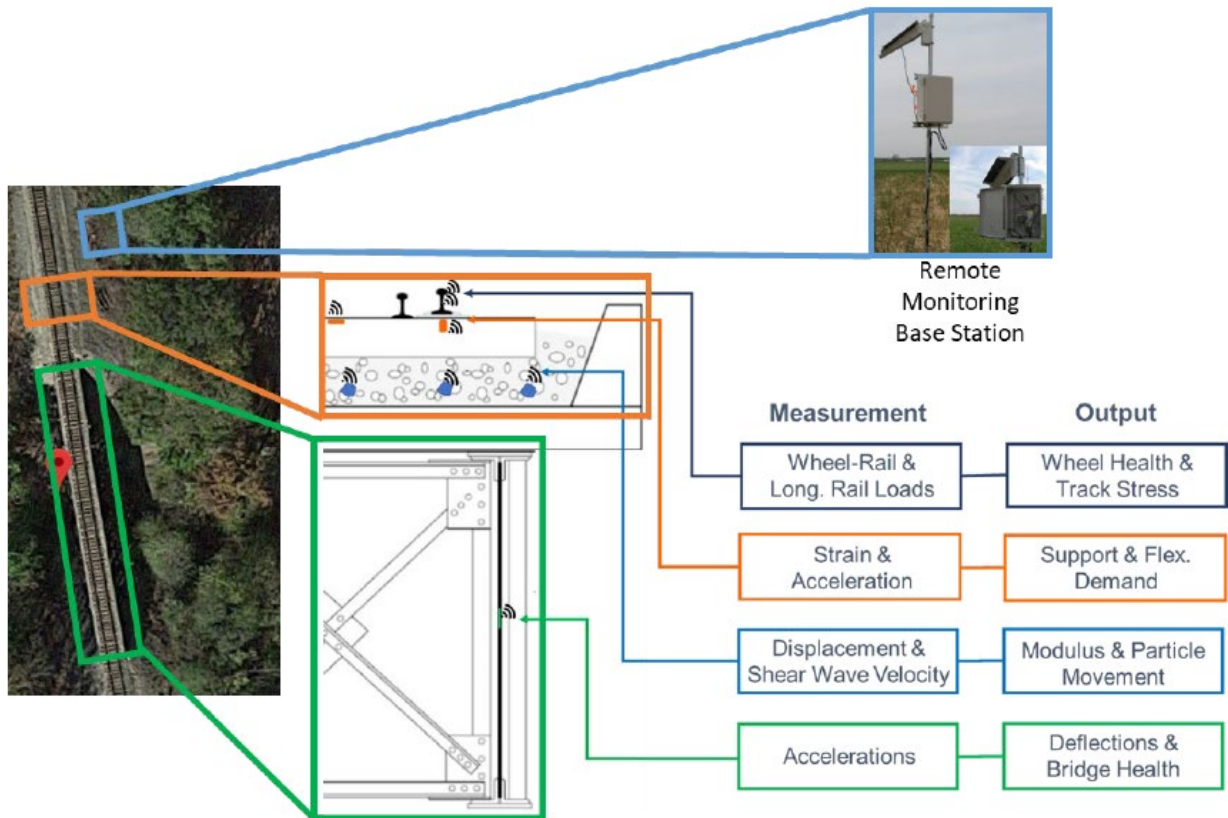 Remote
Monitoring
Base Station
Measurement
Output
Wheel-Rail &
Long. Rail Loads
Wheel Health &
Track Stress
Strain &
Acceleration
Support & Flex.
Demand
Displacement &
Shear Wave Velocity
Modulus & Particle
Movement
Accelerations
Deflections &
Bridge Health